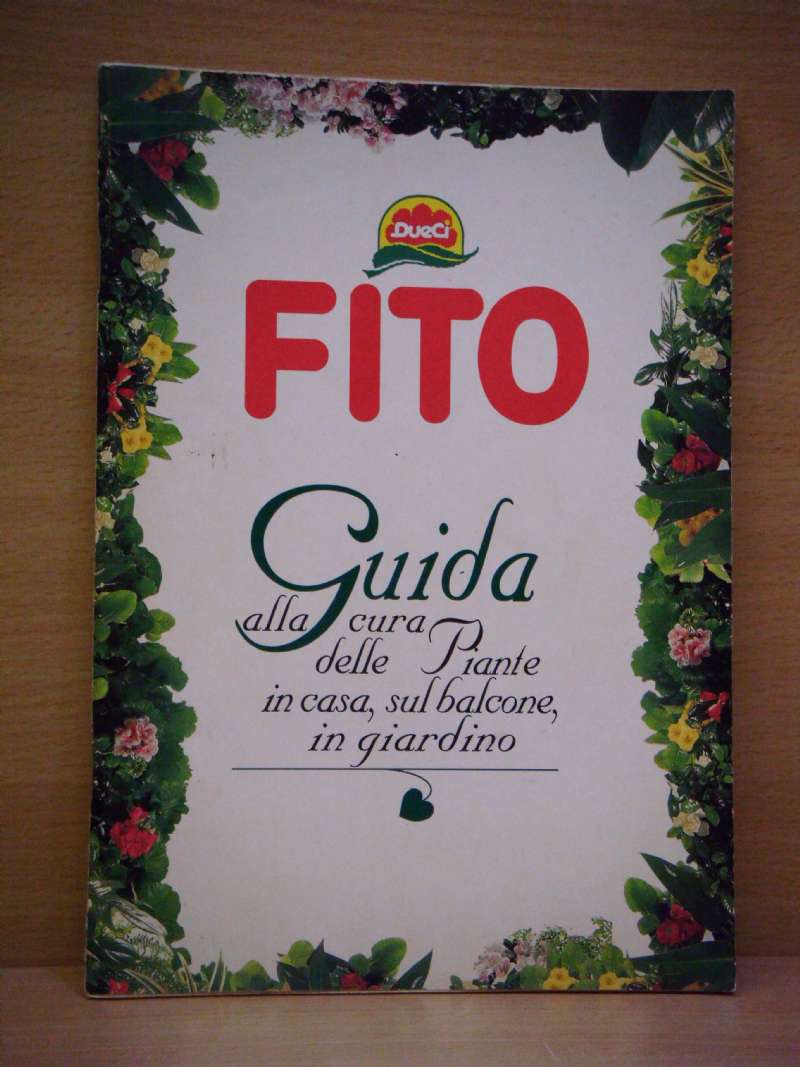 DueCi
FITO
Guida
alla cura
delle Piante
in casa, sul balcone,
in giardino